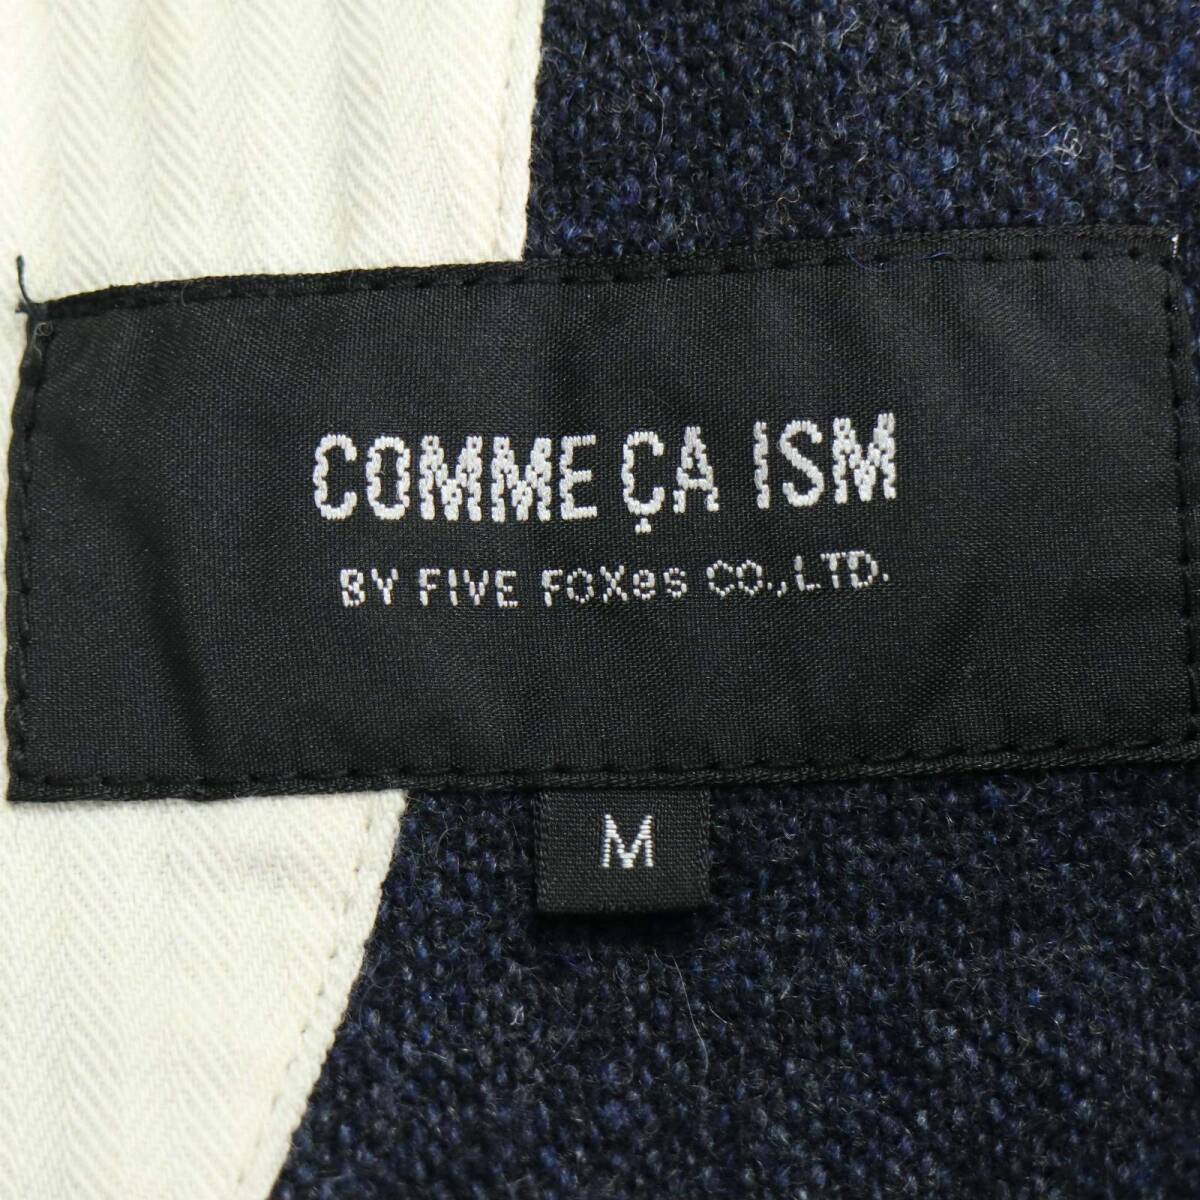 COMME ÇA ISM
BY FIVE FOXes CO.,LTD.
M